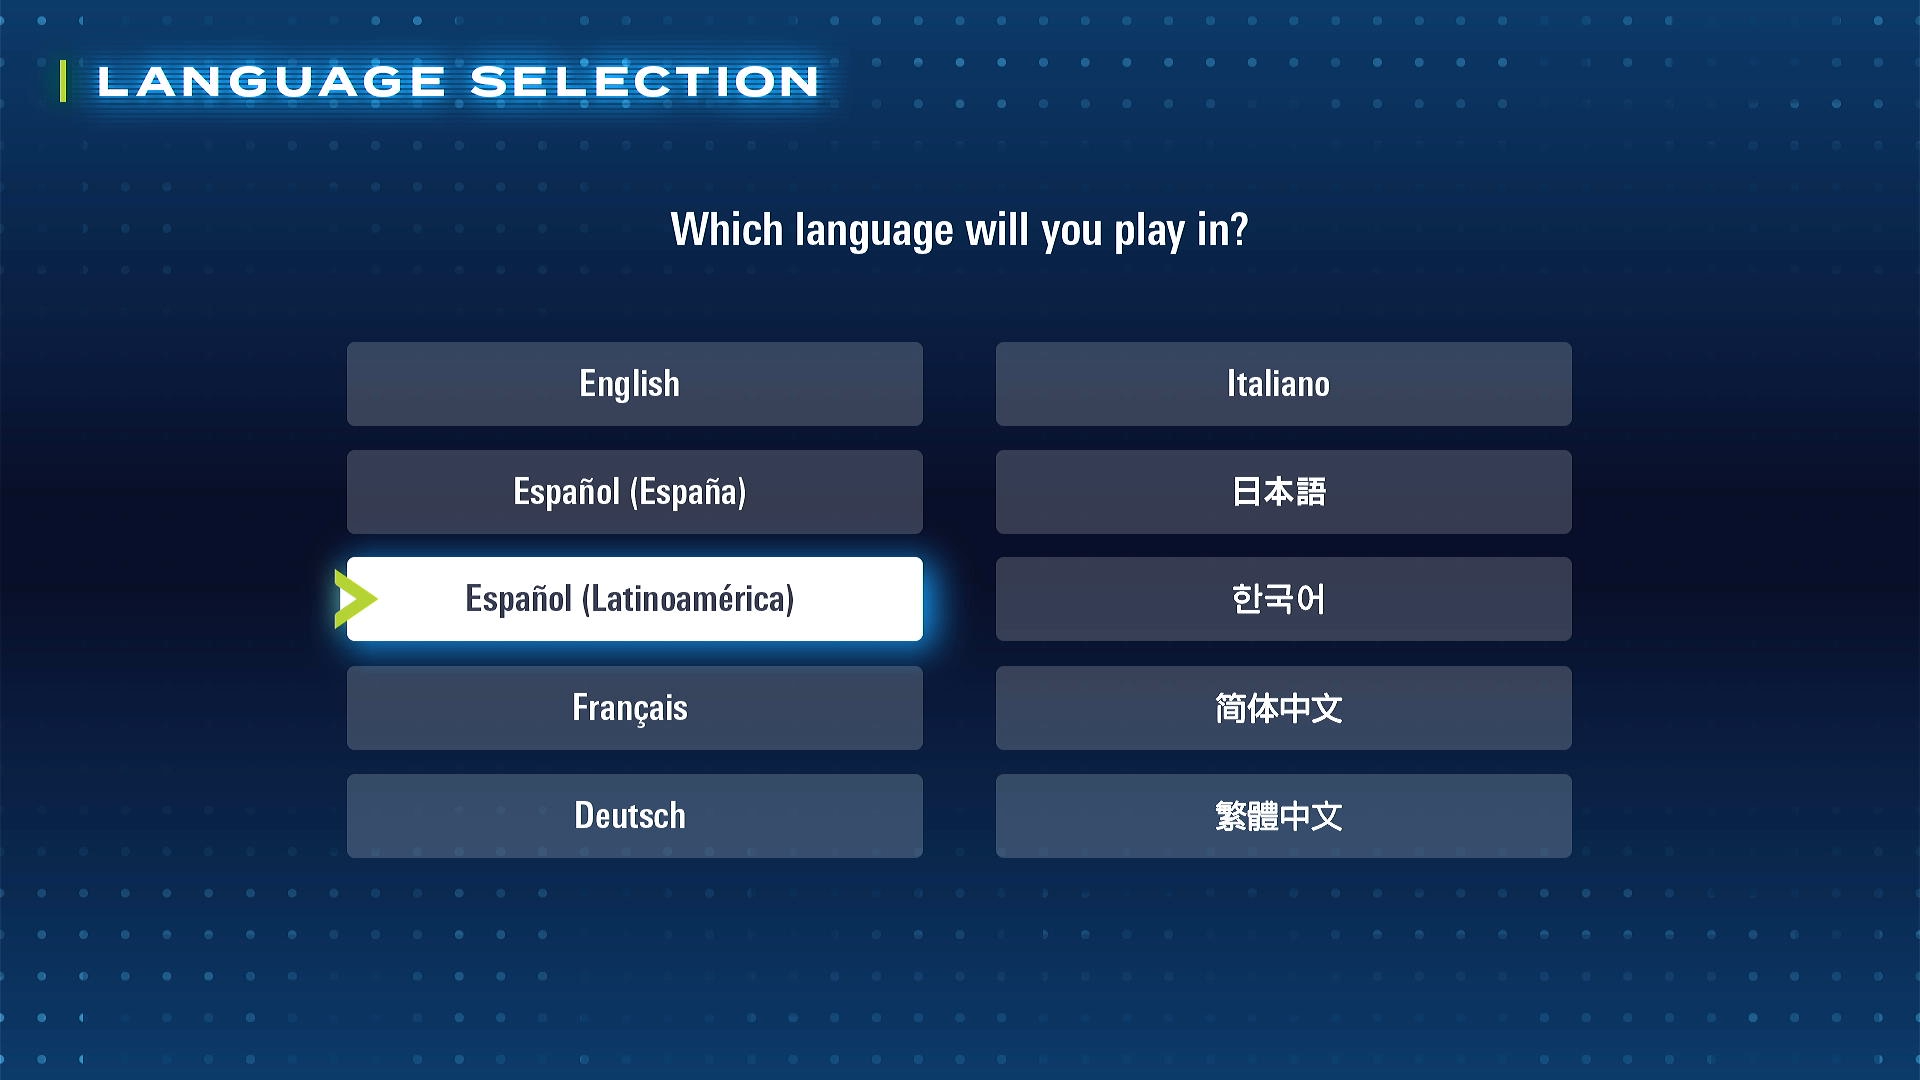 LANGUAGE SELECTION
Which language will you play in?
English
Español (España)
Español (Latinoamérica)
Français
Deutsch
Italiano
日本語
한국어
简体中文
繁體中文